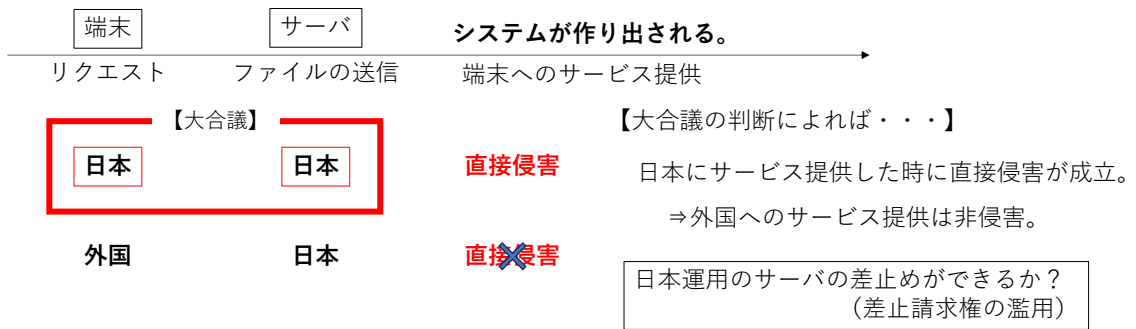 端末 サーバ システムが作り出される。
リクエスト ファイルの送信 端末へのサービス提供
【大合議】 【大合議の判断によれば・・・】
日本 日本 直接侵害 日本にサービス提供した時に直接侵害が成立。
⇒外国へのサービス提供は非侵害。
外国 日本 直接侵害
日本運用のサーバの差止めができるか？
（差止請求権の濫用）